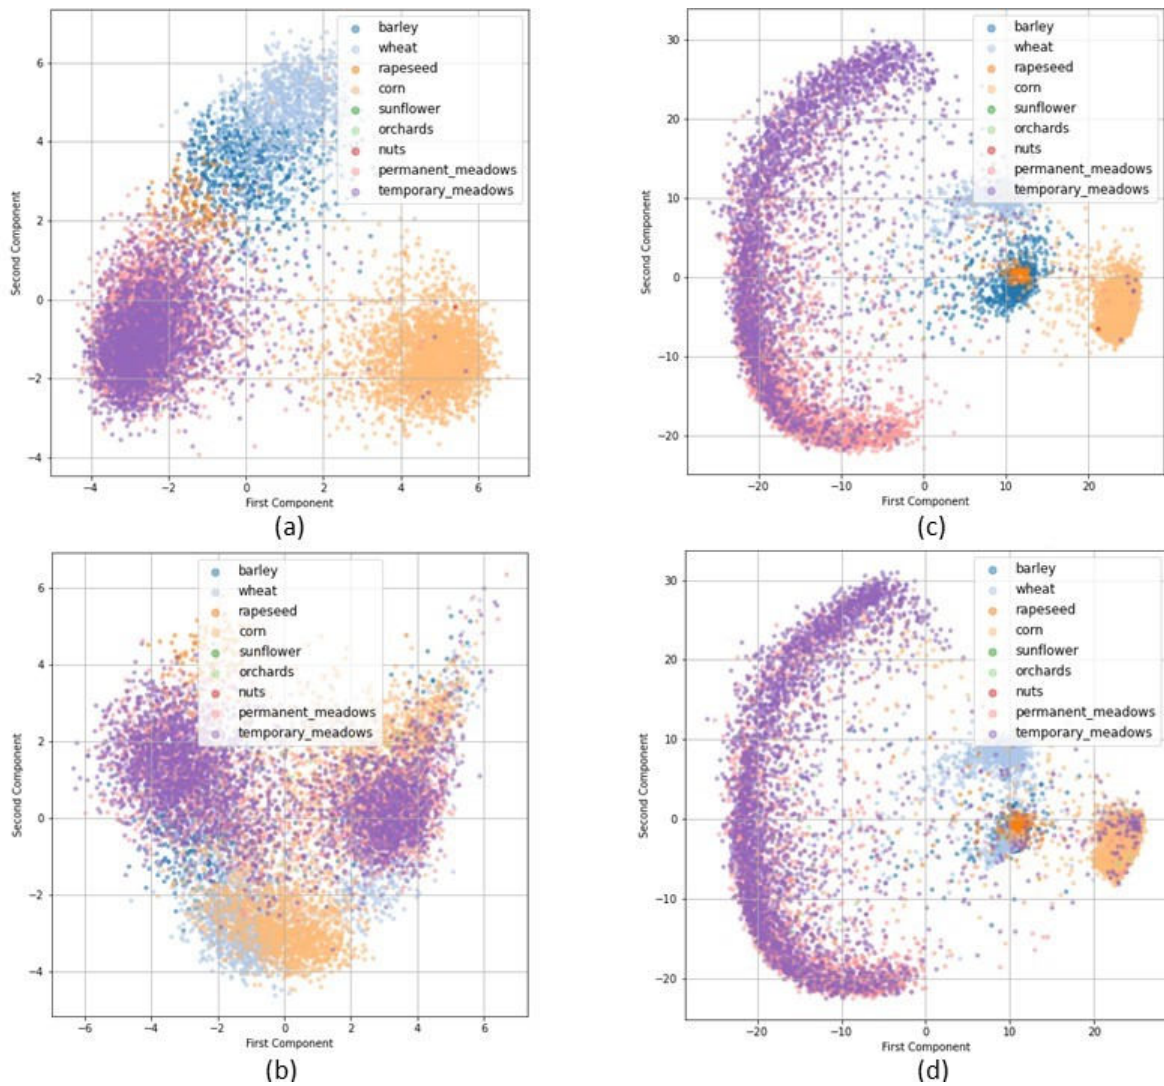 barley
wheat
rapeseed
corn
sunflower
orchards
nuts
permanent_meadows
temporary_meadows
6
4
2
0
−2
−4
Second Component
−4
−2
0
2
4
6
First Component
(a)
barley
wheat
rapeseed
corn
sunflower
orchards
nuts
permanent_meadows
temporary_meadows
30
20
10
0
−10
−20
Second Component
−20
−10
0
10
20
First Component
(c)
barley
wheat
rapeseed
corn
sunflower
orchards
nuts
permanent_meadows
temporary_meadows
6
4
2
0
−2
−4
Second Component
−6
−4
−2
0
2
4
6
First Component
(b)
barley
wheat
rapeseed
corn
sunflower
orchards
nuts
permanent_meadows
temporary_meadows
30
20
10
0
−10
−20
Second Component
−20
−10
0
10
20
First Component
(d)